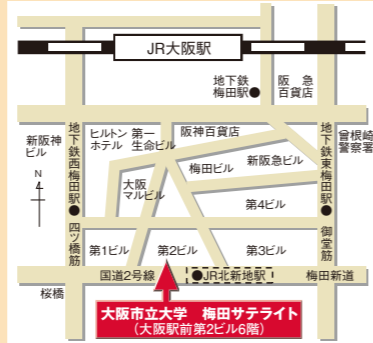 JR大阪駅
地下鉄
梅田駅
阪急
百貨店
新阪神
ビル
ヒルトン
ホテル
第一
生命ビル
阪神百貨店
曽根崎
警察署
地下鉄西梅田駅
地下鉄東梅田駅
梅田ビル
新阪急ビル
大阪
マルビル
N
第4ビル
四ツ橋筋
御堂筋
第1ビル
第2ビル
第3ビル
国道2号線
JR北新地駅
梅田新道
桜橋
大阪市立大学 梅田サテライト
(大阪駅前第2ビル6階)